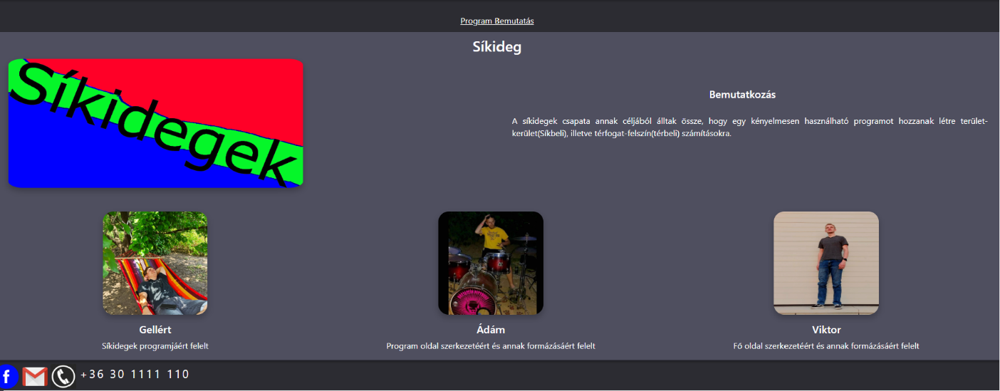 Program Bemutatás
Síkideg
Síkidegek
Bemutatkozás
A síkidegek csapata annak céljából álltak össze, hogy egy kényelmesen használható programot hozzanak létre terület-
kerület(Síkbeli), illetve térfogat-felszín(térbeli) számításokra.
Gellért
Ádám
Viktor
Síkidegek programjáért felelt
Program oldal szerkezetéért és annak formázásáért felelt
Fő oldal szerkezetéért és annak formázásáért felelt
f
+36 30 1111 110